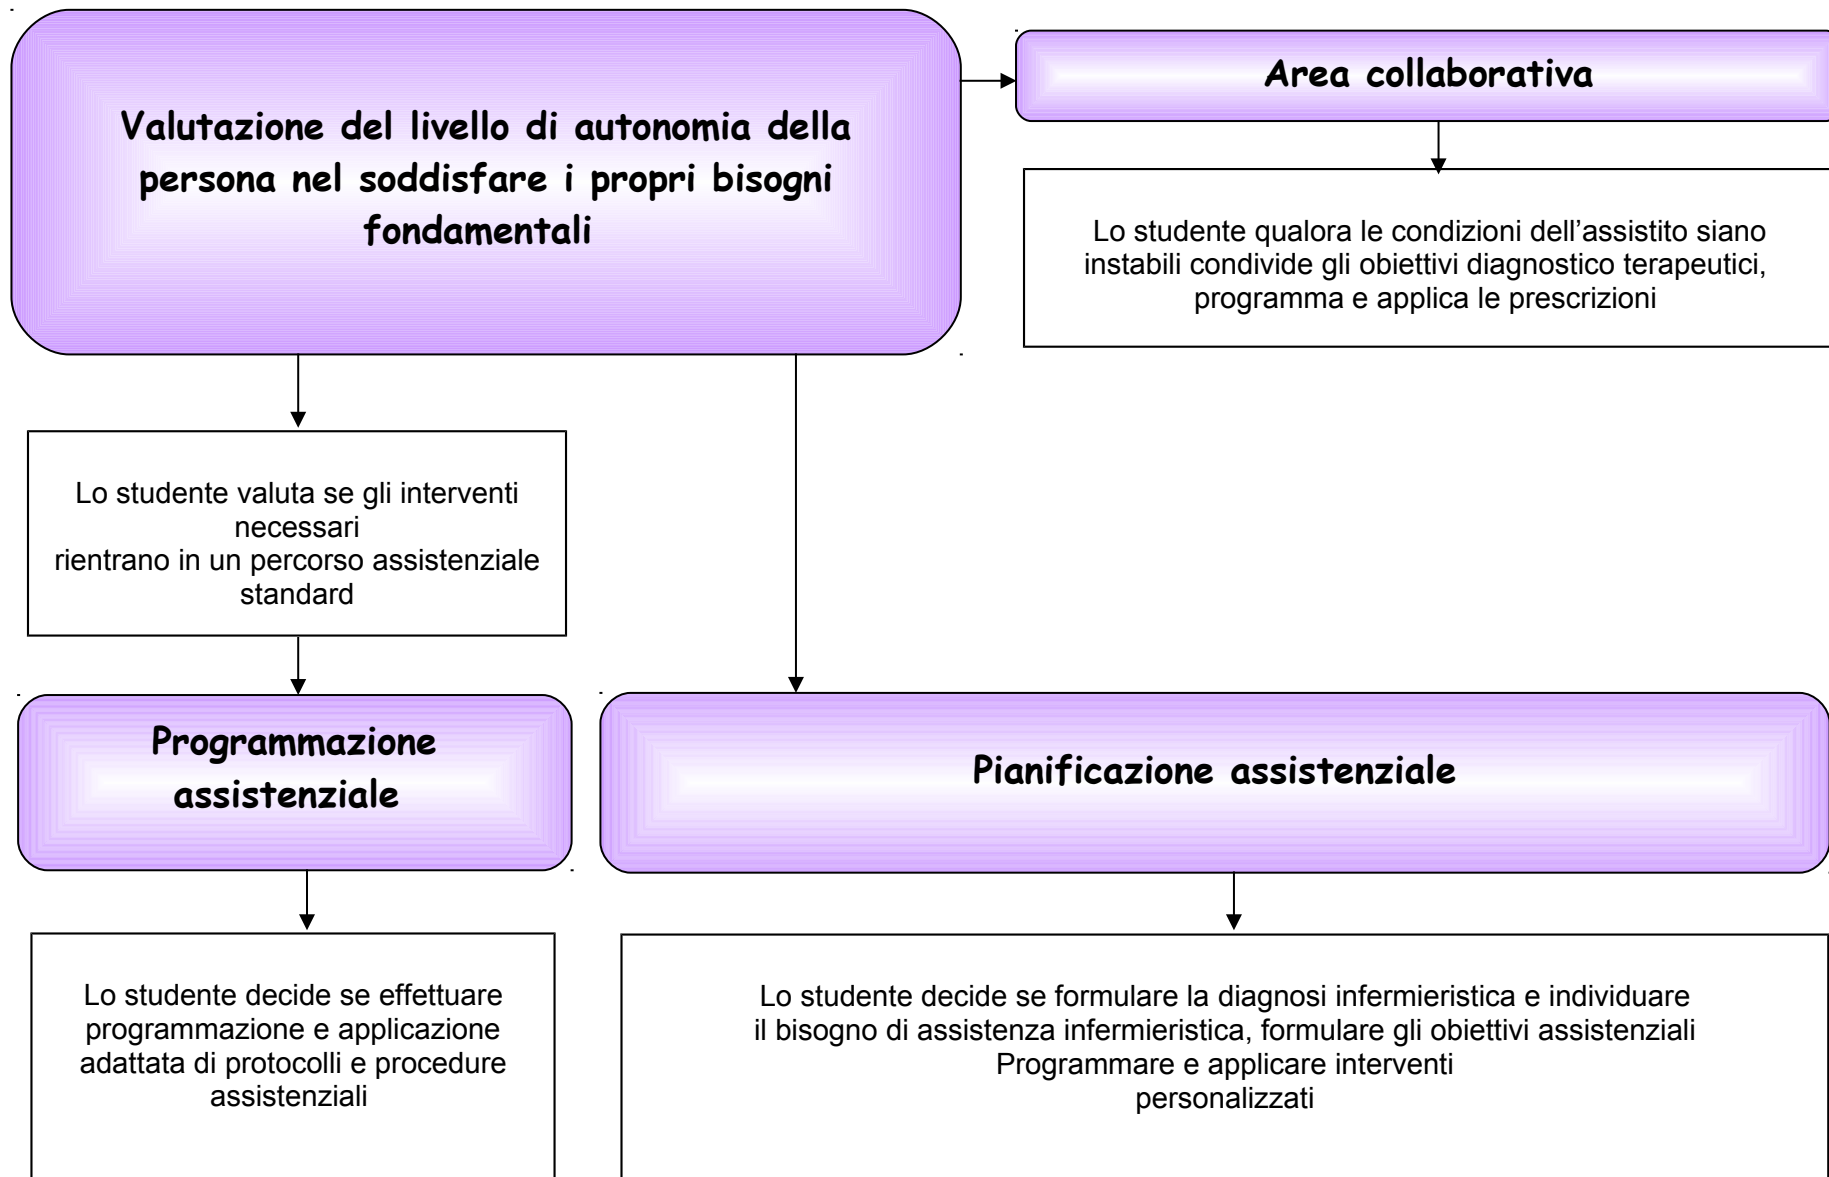 Valutazione del livello di autonomia della
persona nel soddisfare i propri bisogni
fondamentali
Area collaborativa
Lo studente qualora le condizioni dell’assistito siano
instabili condivide gli obiettivi diagnostico terapeutici,
programma e applica le prescrizioni
Lo studente valuta se gli interventi
necessari
rientrano in un percorso assistenziale
standard
Programmazione
assistenziale
Pianificazione assistenziale
Lo studente decide se effettuare
programmazione e applicazione
adattata di protocolli e procedure
assistenziali
Lo studente decide se formulare la diagnosi infermieristica e individuare
il bisogno di assistenza infermieristica, formulare gli obiettivi assistenziali
Programmare e applicare interventi
personalizzati